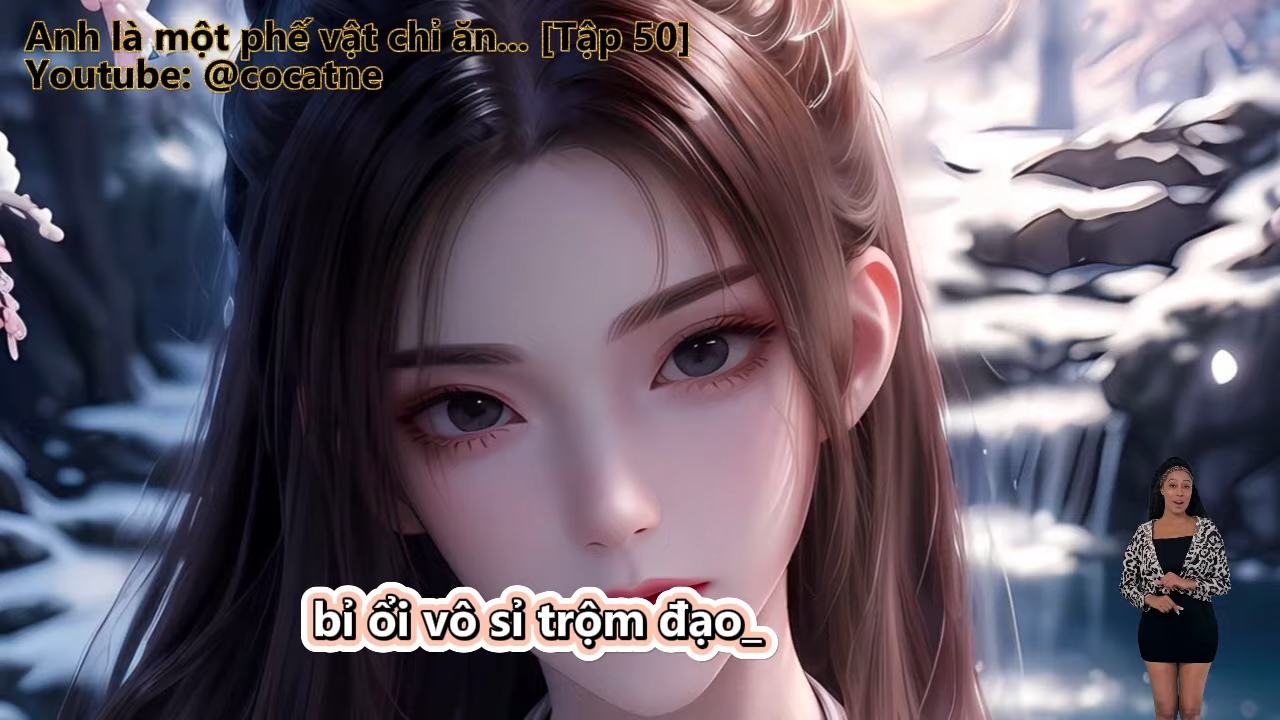 Anh là một phế vật chỉ ăn... [Tập 50]
Youtube: @cocatne
bỉ ổi vô sỉ trộm đạo_